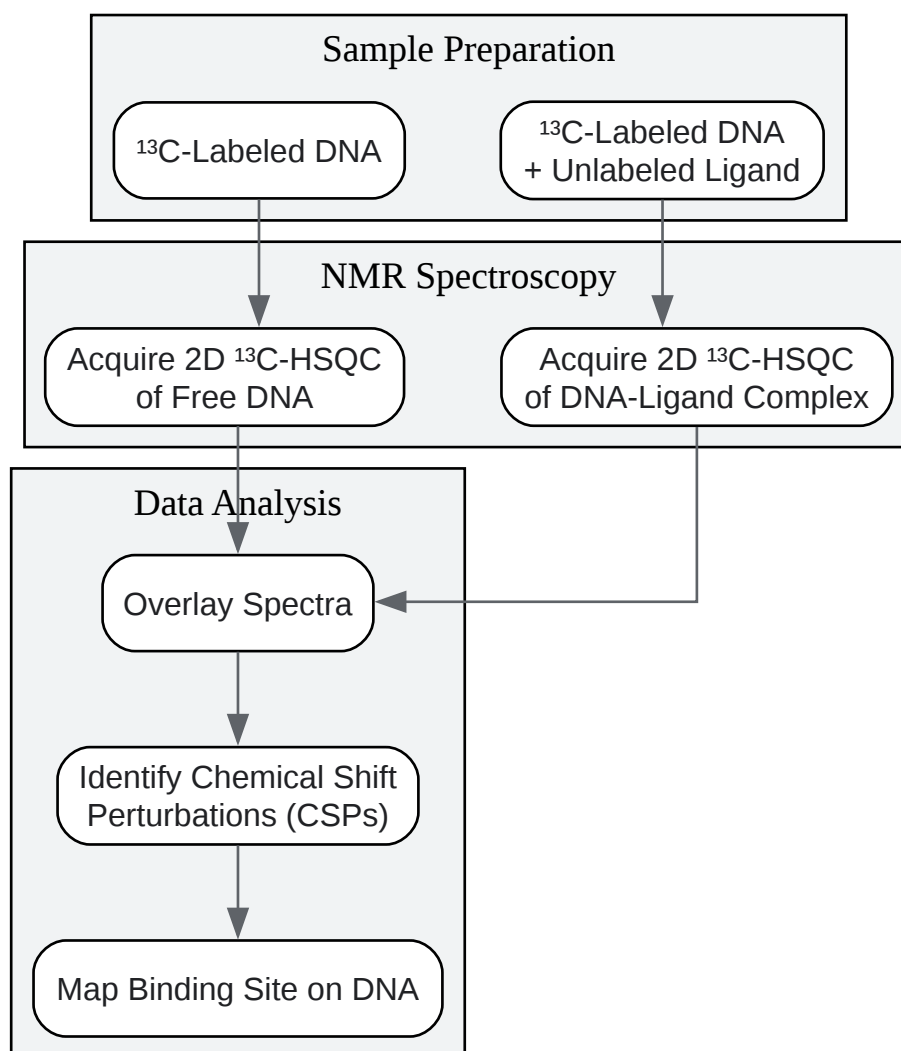 Sample Preparation
¹³C-Labeled DNA
¹³C-Labeled DNA
+ Unlabeled Ligand
NMR Spectroscopy
Acquire 2D ¹³C-HSQC
of Free DNA
Acquire 2D ¹³C-HSQC
of DNA-Ligand Complex
Data Analysis
Overlay Spectra
Identify Chemical Shift
Perturbations (CSPs)
Map Binding Site on DNA